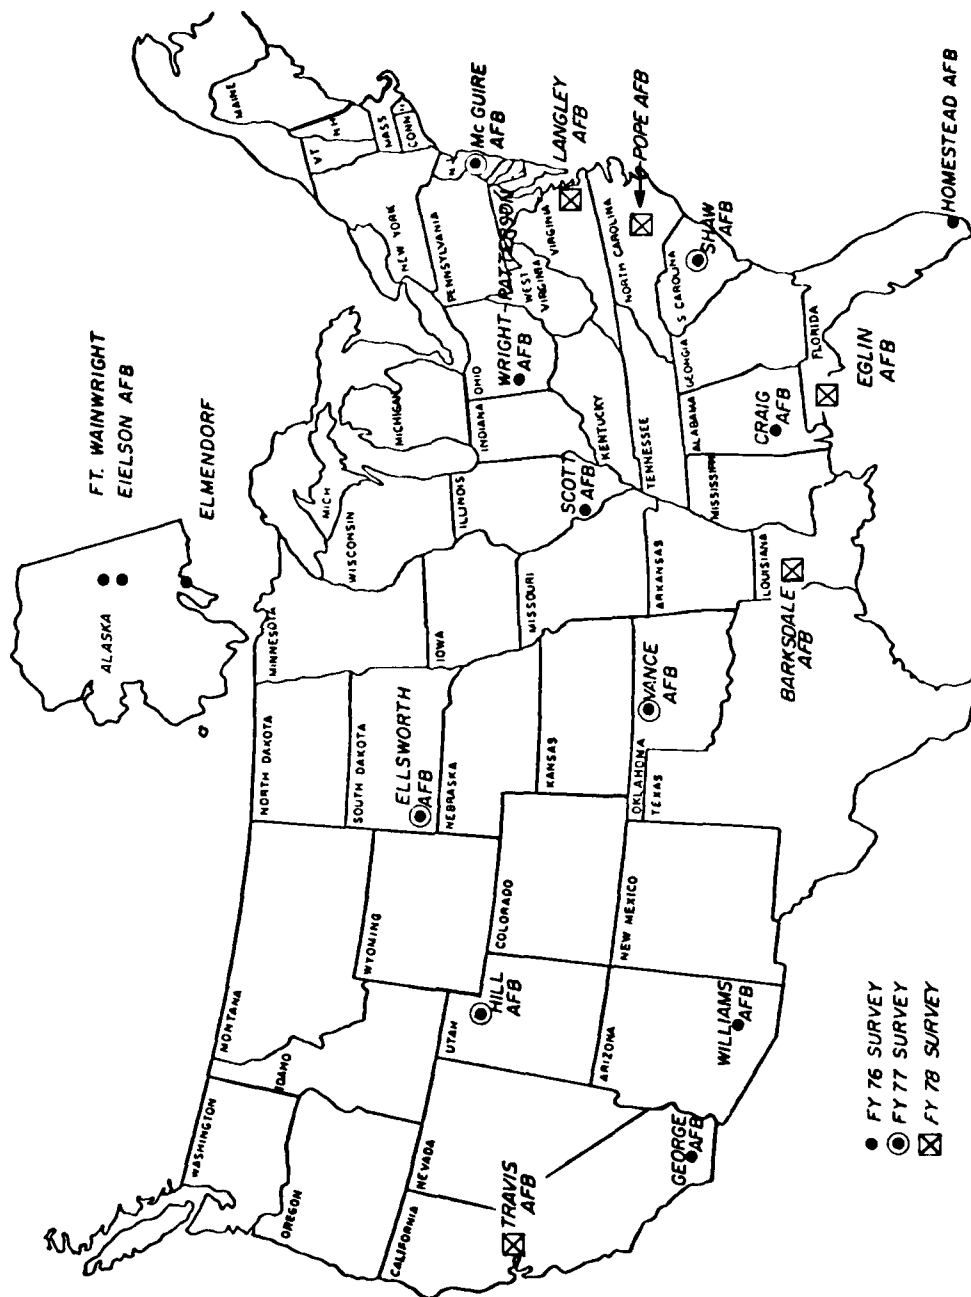 FT. WAINWRIGHT
EIELSON AFB
ELMENDORF
ALASKA
WASHINGTON
OREGON
CALIFORNIA
NEVADA
IDAHO
MONTANA
WYOMING
UTAH
COLORADO
ARIZONA
NEW MEXICO
NORTH DAKOTA
SOUTH DAKOTA
NEBRASKA
KANSAS
OKLAHOMA
TEXAS
MINNESOTA
IOWA
MISSOURI
ARKANSAS
LOUISIANA
WISCONSIN
MICH
MICHIGAN
ILLINOIS
INDIANA
OHIO
KENTUCKY
TENNESSEE
MISSISSIPPI
ALABAMA
GEORGIA
FLORIDA
S CAROLINA
NORTH CAROLINA
VIRGINIA
WEST
VIRGINIA
PENNSYLVANIA
NEW YORK
N J
VT
N H
MAINE
MASS
CONN
TRAVIS
AFB
GEORGE
AFB
HILL
AFB
WILLIAMS
AFB
ELLSWORTH
AFB
VANCE
AFB
BARKSDALE
AFB
SCOTT
AFB
WRIGHT-PATTERSON
AFB
CRAIG
AFB
EGLIN
AFB
HOMESTEAD AFB
SHAW
AFB
POPE AFB
LANGLEY
AFB
Mc GUIRE
AFB
FY 76 SURVEY
FY 77 SURVEY
FY 78 SURVEY